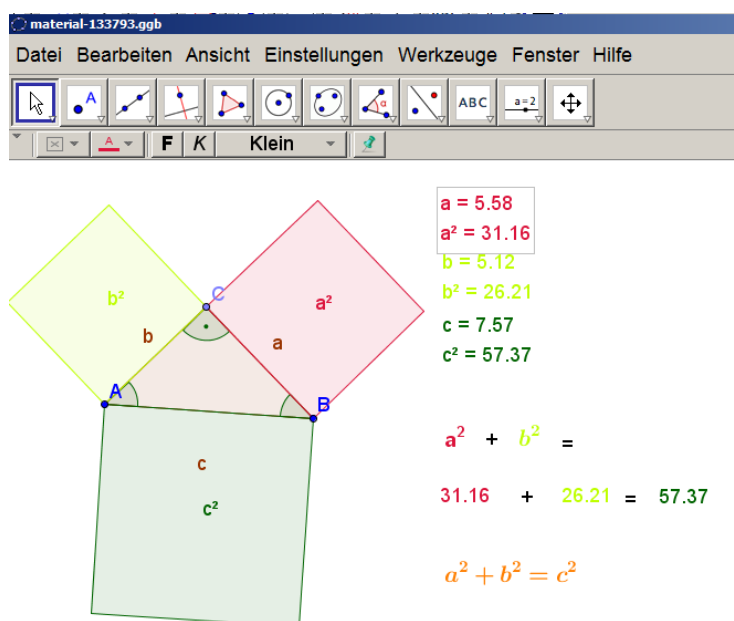 material-133793.ggb
Datei Bearbeiten Ansicht Einstellungen Werkzeuge Fenster Hilfe
A ABC a=2
A F K Klein
a = 5.58
a² = 31.16
b = 5.12
b² = 26.21
c = 7.57
c² = 57.37
b² C a²
b a
A B
c
c²
a² + b² =
31.16 + 26.21 = 57.37
a² + b² = c²